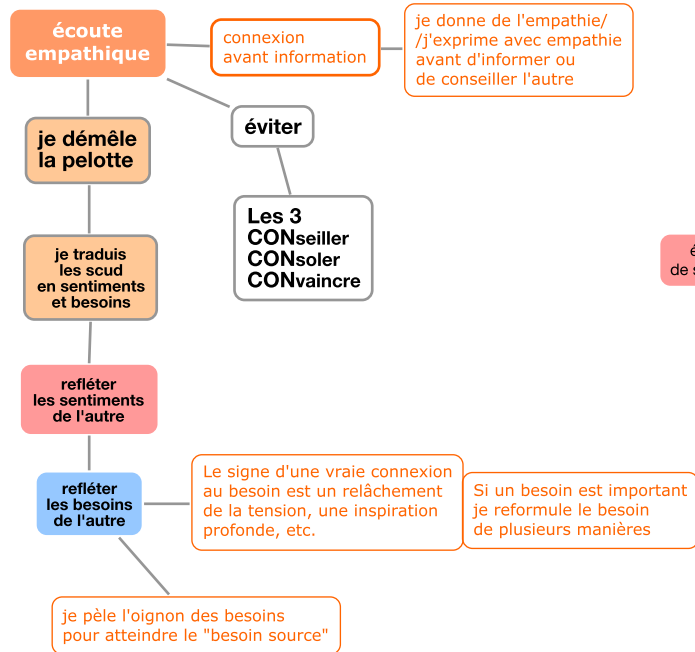 écoute
empathique
connexion
avant information
je donne de l'empathie/
/j'exprime avec empathie
avant d'informer ou
de conseiller l'autre
je démêle
la pelotte
éviter
Les 3
CONseiller
CONsoler
CONvaincre
je traduis
les scud
en sentiments
et besoins
de
refléter
les sentiments
de l'autre
refléter
les besoins
de l'autre
Le signe d'une vraie connexion
au besoin est un relâchement
de la tension, une inspiration
profonde, etc.
Si un besoin est important
je reformule le besoin
de plusieurs manières
je pèle l'oignon des besoins
pour atteindre le "besoin source"